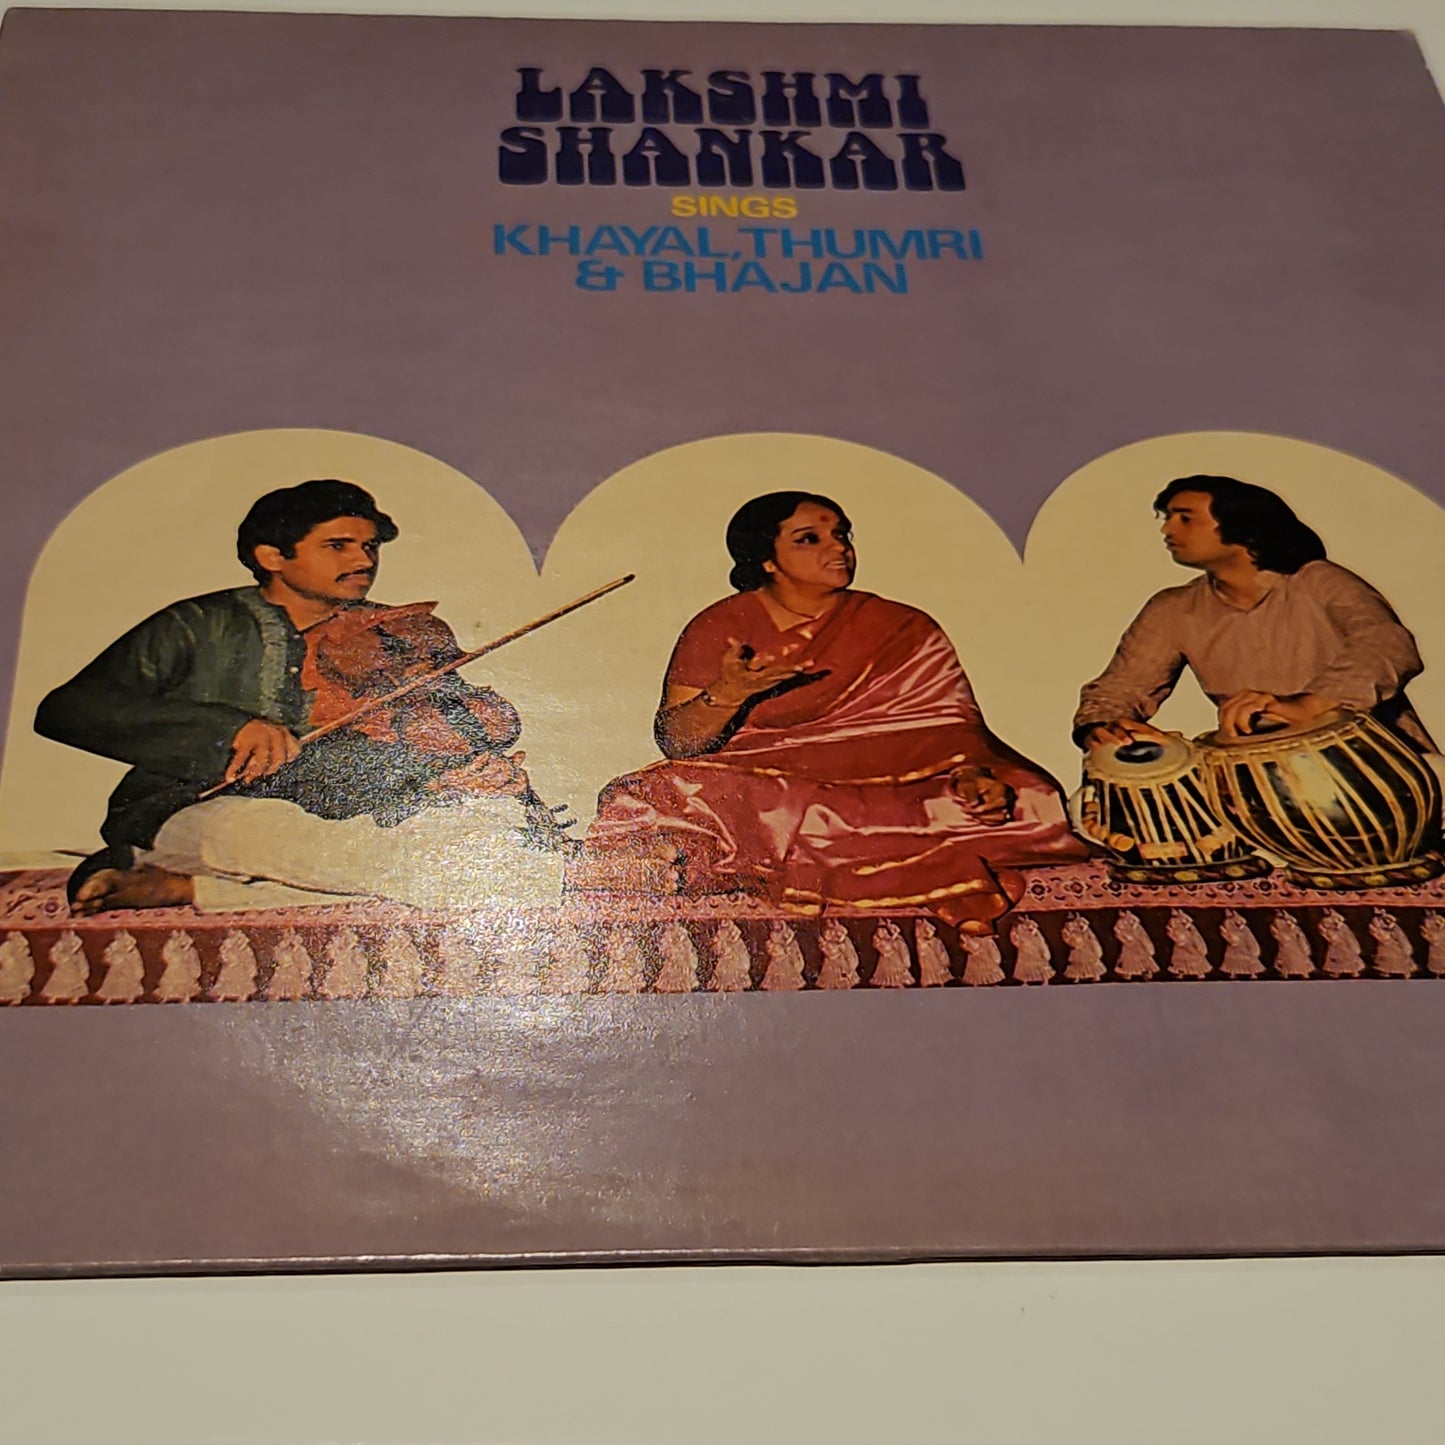 LAKSHMI
SHANKAR
SINGS
KHAYAL, THUMRI
& BHAJAN